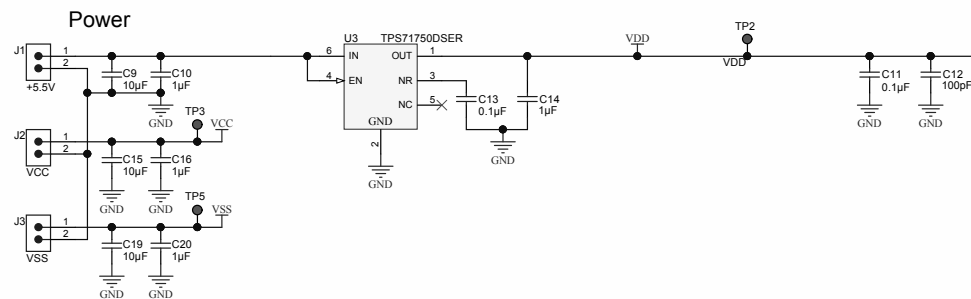 Power
J1
1
2
+5.5V
C9
10µF
C10
1µF
GND
U3
TPS71750DSER
6
IN
OUT
1
4
EN
NR
3
NC
5
GND
2
GND
C13
0.1µF
C14
1µF
GND
VDD
TP2
VDD
C11
0.1µF
GND
C12
100pF
GND
J2
1
2
VCC
TP3
VCC
C15
10µF
C16
1µF
GND
GND
J3
1
2
VSS
TP5
VSS
C19
10µF
C20
1µF
GND
GND